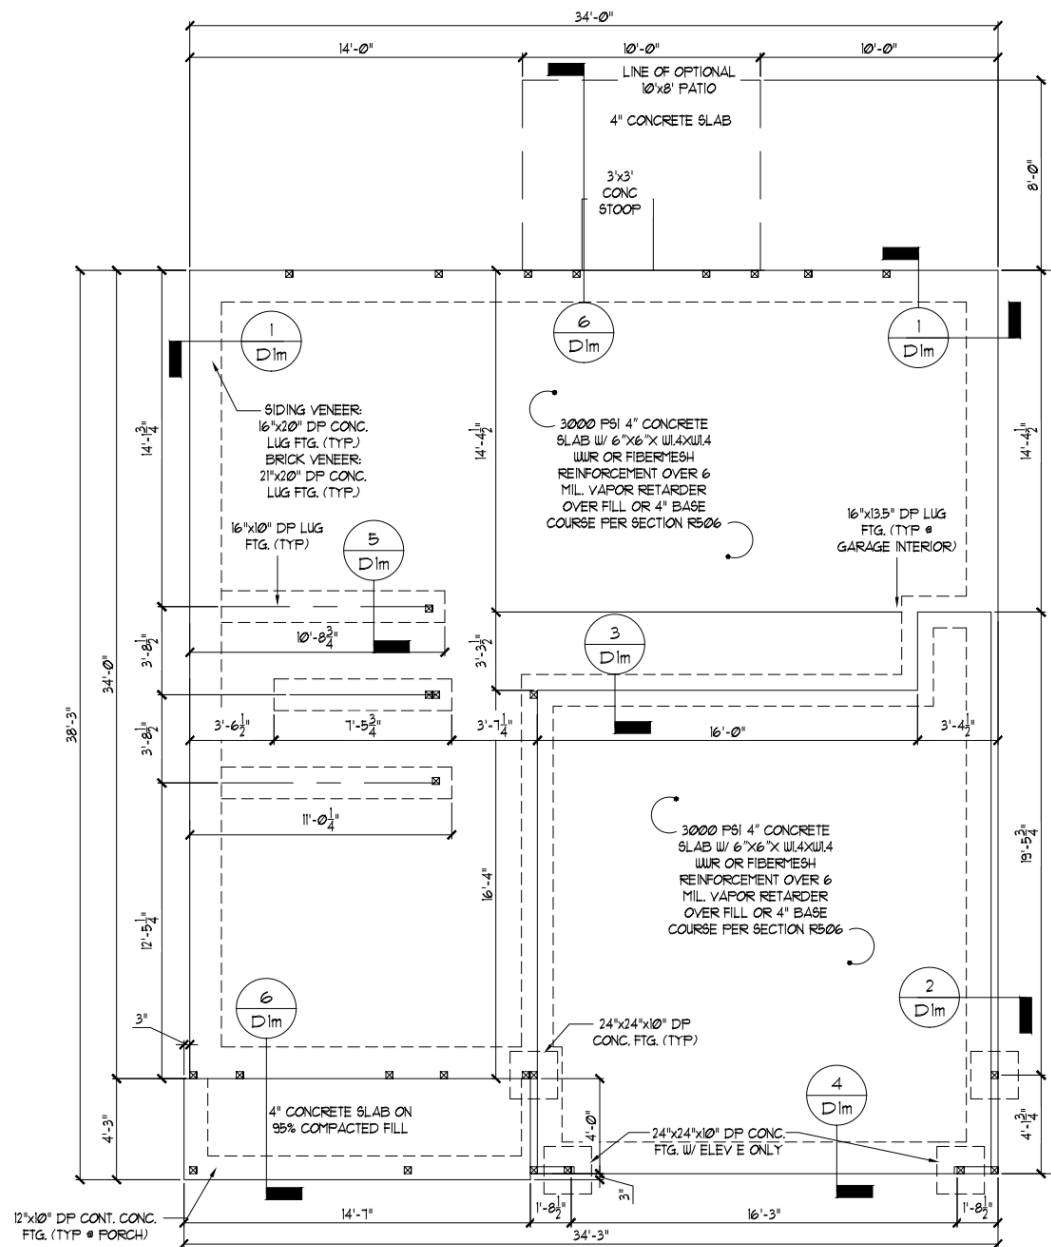 34'-0"
14'-0"
10'-0"
10'-0"
LINE OF OPTIONAL
10'x8' PATIO
4" CONCRETE SLAB
8'-0"
3'x3'
CONC
STOOP
1
D1m
6
D1m
1
D1m
SIDING VENEER:
16"x20" DP CONC.
LUG FTG. (TYP.)
BRICK VENEER:
21"x20" DP CONC.
LUG FTG. (TYP.)
3000 PSI 4" CONCRETE
SLAB W/ 6"X6"X W1.4XW1.4
WWR OR FIBERMESH
REINFORCEMENT OVER 6
MIL. VAPOR RETARDER
OVER FILL OR 4" BASE
COURSE PER SECTION R506
14'-1 3/4"
14'-4 1/2"
14'-4 1/2"
16"x10" DP LUG
FTG. (TYP)
5
D1m
16"x13.5" DP LUG
FTG. (TYP @
GARAGE INTERIOR)
10'-8 3/4"
3
D1m
3'-8 1/2"
3'-3 1/2"
34'-0"
38'-3"
3'-6 1/2"
7'-5 3/4"
3'-7 1/4"
16'-0"
3'-4 1/2"
3'-8 1/2"
11'-0 1/4"
3000 PSI 4" CONCRETE
SLAB W/ 6"X6"X W1.4XW1.4
WWR OR FIBERMESH
REINFORCEMENT OVER 6
MIL. VAPOR RETARDER
OVER FILL OR 4" BASE
COURSE PER SECTION R506
19'-5 3/4"
16'-4"
12'-5 1/4"
6
D1m
2
D1m
3"
24"x24"x10" DP
CONC. FTG. (TYP)
4
D1m
4'-3"
4" CONCRETE SLAB ON
95% COMPACTED FILL
4'-0"
24"x24"x10" DP CONC.
FTG. W/ ELEV E ONLY
4'-1 3/4"
3"
12"x10" DP CONT. CONC.
FTG. (TYP @ PORCH)
14'-7"
1'-8 1/2"
16'-3"
1'-8 1/2"
34'-3"